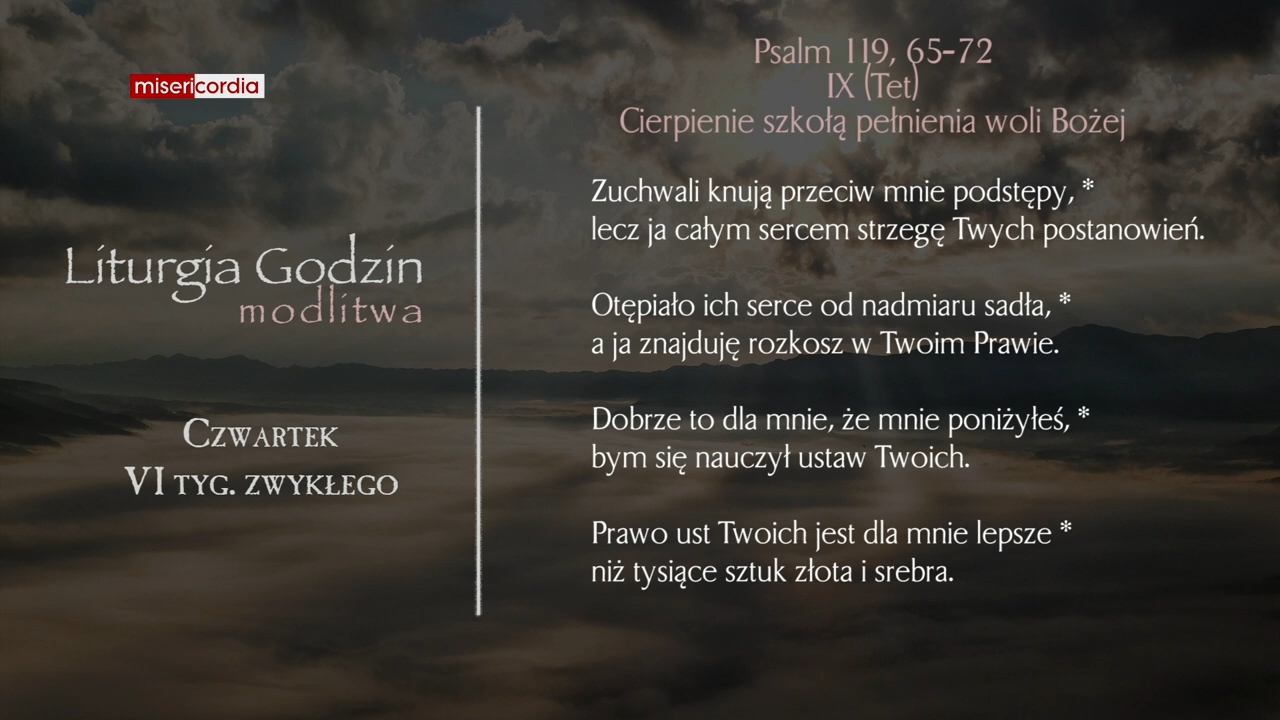 misericordia
Liturgia Godzin
modlitwa
Czwartek
VI tyg. zwykłego
Psalm 119, 65-72
IX (Tet)
Cierpienie szkołą pełnienia woli Bożej
Zuchwali knują przeciw mnie podstępy, *
lecz ja całym sercem strzegę Twych postanowień.
Otępiało ich serce od nadmiaru sadła, *
a ja znajduję rozkosz w Twoim Prawie.
Dobrze to dla mnie, że mnie poniżyłeś, *
bym się nauczył ustaw Twoich.
Prawo ust Twoich jest dla mnie lepsze *
niż tysiące sztuk złota i srebra.